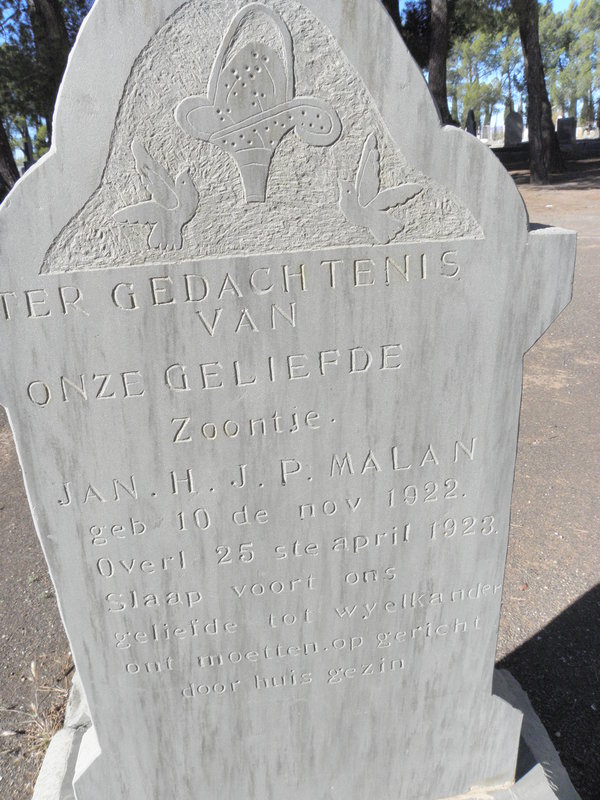 TER GEDACHTENIS
VAN
ONZE GELIEFDE
Zoontje.
JAN. H. J. P. MALAN
geb 10 de nov 1922.
Overl 25 ste april 1923.
Slaap voort ons
geliefde tot wyelkander
ont moetten. op gericht
door huis gezin